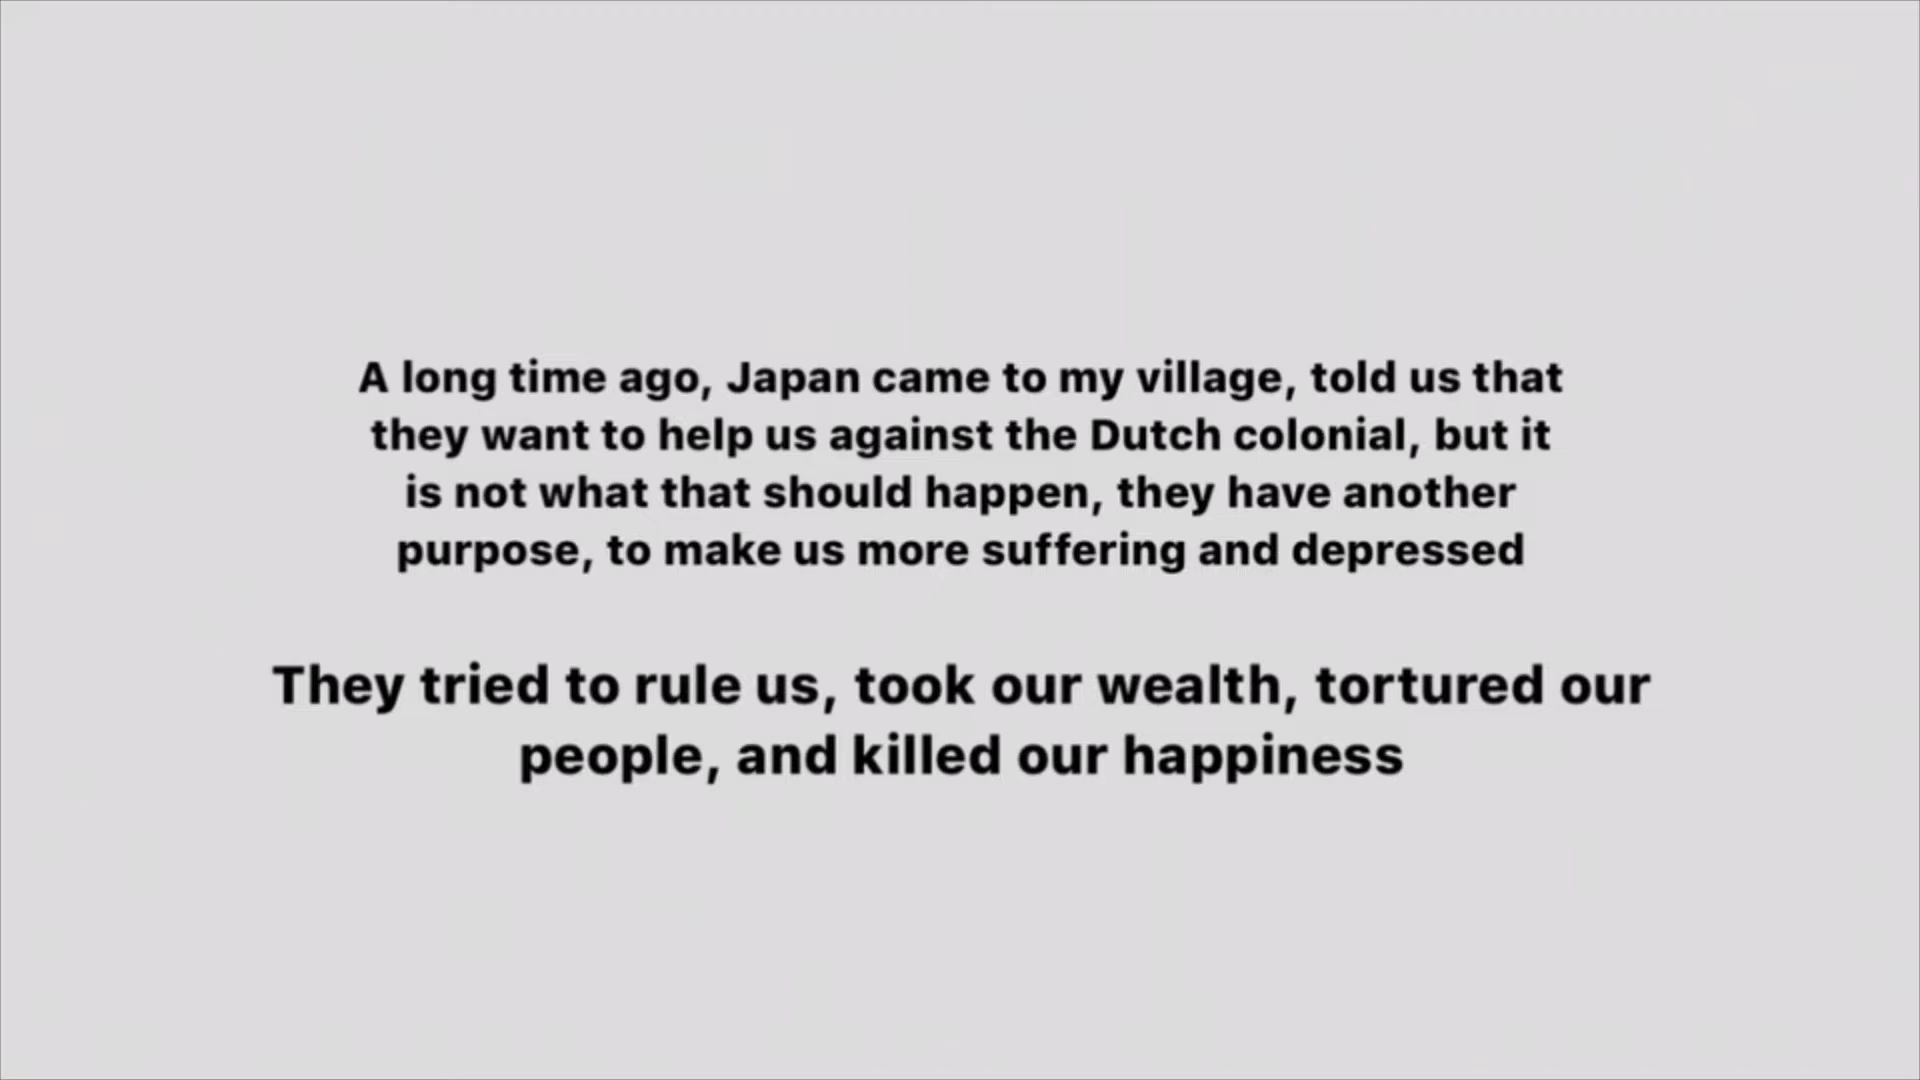 A long time ago, Japan came to my village, told us that
they want to help us against the Dutch colonial, but it
is not what that should happen, they have another
purpose, to make us more suffering and depressed
They tried to rule us, took our wealth, tortured our
people, and killed our happiness